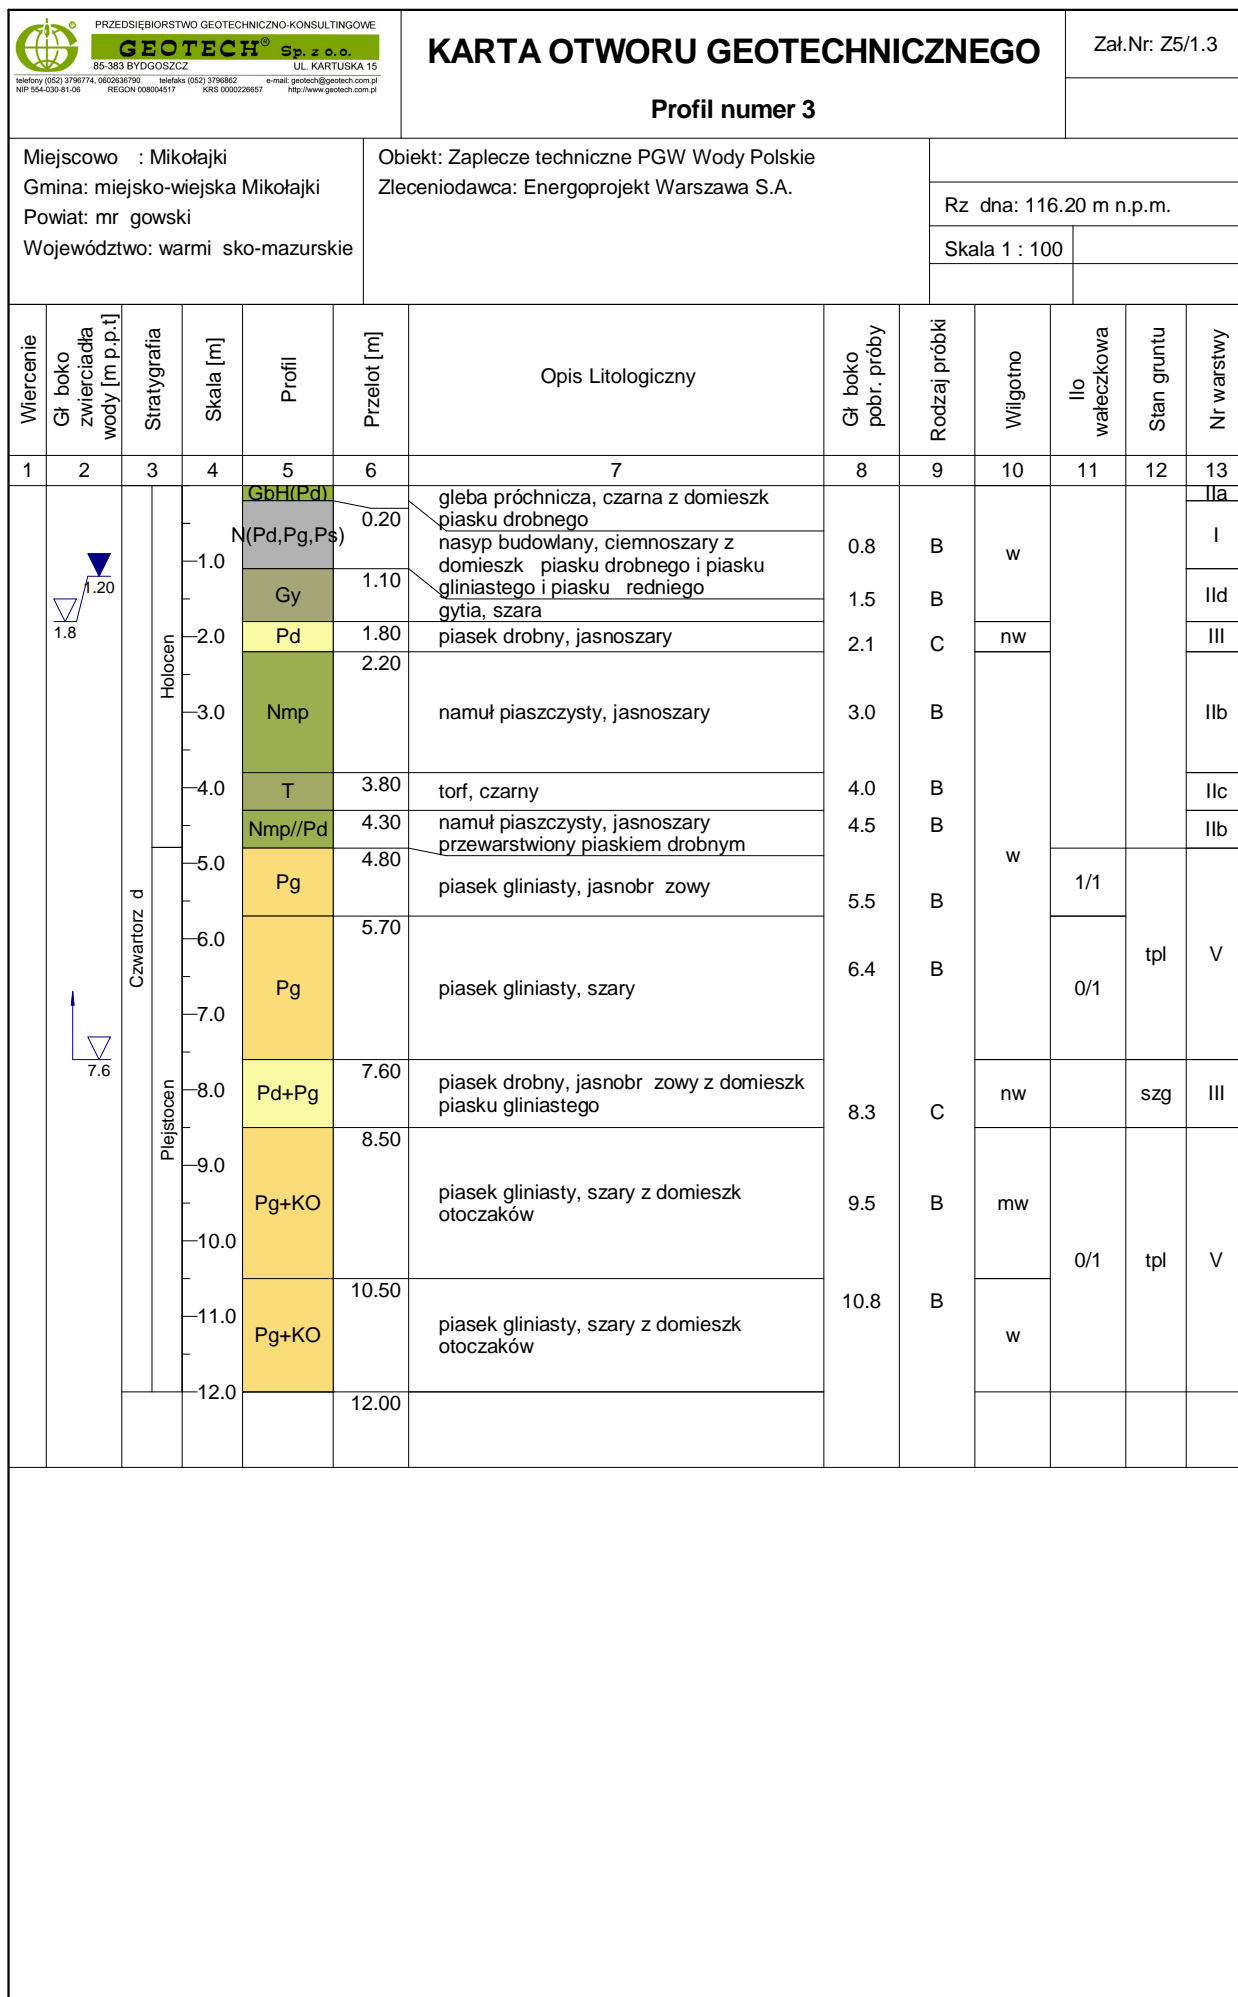 PRZEDSIĘBIORSTWO GEOTECHNICZNO-KONSULTINGOWE
GEOTECH® Sp. z o.o.
85-383 BYDGOSZCZ UL. KARTUSKA 15
telefony (052) 3796774, 0602636790 telefaks (052) 3796862 e-mail: geotech@geotech.com.pl
NIP 554-030-81-06 REGON 008004517 KRS 0000226657 http://www.geotech.com.pl
KARTA OTWORU GEOTECHNICZNEGO
Profil numer 3
Zał.Nr: Z5/1.3
Miejscowo : Mikołajki
Gmina: miejsko-wiejska Mikołajki
Powiat: mr gowski
Województwo: warmi sko-mazurskie
Obiekt: Zaplecze techniczne PGW Wody Polskie
Zleceniodawca: Energoprojekt Warszawa S.A.
Rz dna: 116.20 m n.p.m.
Skala 1 : 100
Wiercenie
Gł boko
zwierciadła
wody [m p.p.t]
Stratygrafia
Skala [m]
Profil
Przelot [m]
Opis Litologiczny
Gł boko
pobr. próby
Rodzaj próbki
Wilgotno
Ilo
wałeczkowa
Stan gruntu
Nr warstwy
1 2 3 4 5 6 7 8 9 10 11 12 13
GbH(Pd) gleba próchnicza, czarna z domieszk IIa
piasku drobnego
N(Pd,Pg,Ps) 0.20 nasyp budowlany, ciemnoszary z
domieszk piasku drobnego i piasku
gliniastego i piasku redniego
0.8 B w I
1.0
1.20
1.8
Gy 1.10 gytia, szara 1.5 B IId
2.0 Pd 1.80 piasek drobny, jasnoszary 2.1 C nw III
2.20
Holocen
3.0 Nmp namuł piaszczysty, jasnoszary 3.0 B IIb
4.0 T 3.80 torf, czarny 4.0 B IIc
Nmp//Pd 4.30 namuł piaszczysty, jasnoszary 4.5 B IIb
przewarstwiony piaskiem drobnym
w
5.0 4.80
Pg piasek gliniasty, jasnobr zowy 5.5 B 1/1
Czwartorz d
6.0 5.70
6.4 B tpl V
Pg piasek gliniasty, szary 0/1
7.0
7.6
7.60
8.0 Pd+Pg piasek drobny, jasnobr zowy z domieszk nw szg III
piasku gliniastego 8.3 C
Plejstocen
8.50
9.0
Pg+KO piasek gliniasty, szary z domieszk 9.5 B mw
otoczaków
10.0
0/1 tpl V
10.50
10.8 B
11.0
Pg+KO piasek gliniasty, szary z domieszk w
otoczaków
12.0
12.00